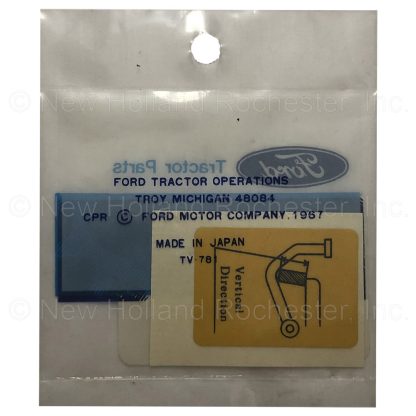 © New Holland Rochester, Inc.
Ford
Tractor Parts
FORD TRACTOR OPERATIONS
TROY MICHIGAN 48084
CPR © FORD MOTOR COMPANY, 1967
© New Holland Rochester, Inc.
MADE IN JAPAN
TV 781
Vertical
Direction
© New Holland Rochester, Inc.